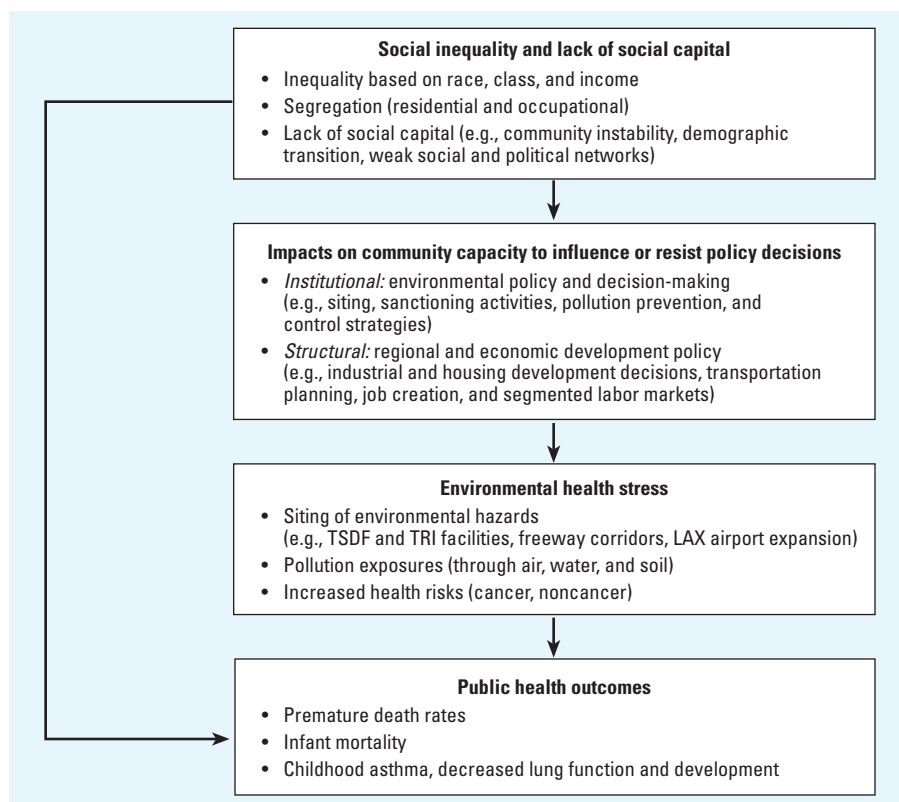 Social inequality and lack of social capital
• Inequality based on race, class, and income
• Segregation (residential and occupational)
• Lack of social capital (e.g., community instability, demographic
transition, weak social and political networks)
Impacts on community capacity to influence or resist policy decisions
• Institutional: environmental policy and decision-making
(e.g., siting, sanctioning activities, pollution prevention, and
control strategies)
• Structural: regional and economic development policy
(e.g., industrial and housing development decisions, transportation
planning, job creation, and segmented labor markets)
Environmental health stress
• Siting of environmental hazards
(e.g., TSDF and TRI facilities, freeway corridors, LAX airport expansion)
• Pollution exposures (through air, water, and soil)
• Increased health risks (cancer, noncancer)
Public health outcomes
• Premature death rates
• Infant mortality
• Childhood asthma, decreased lung function and development